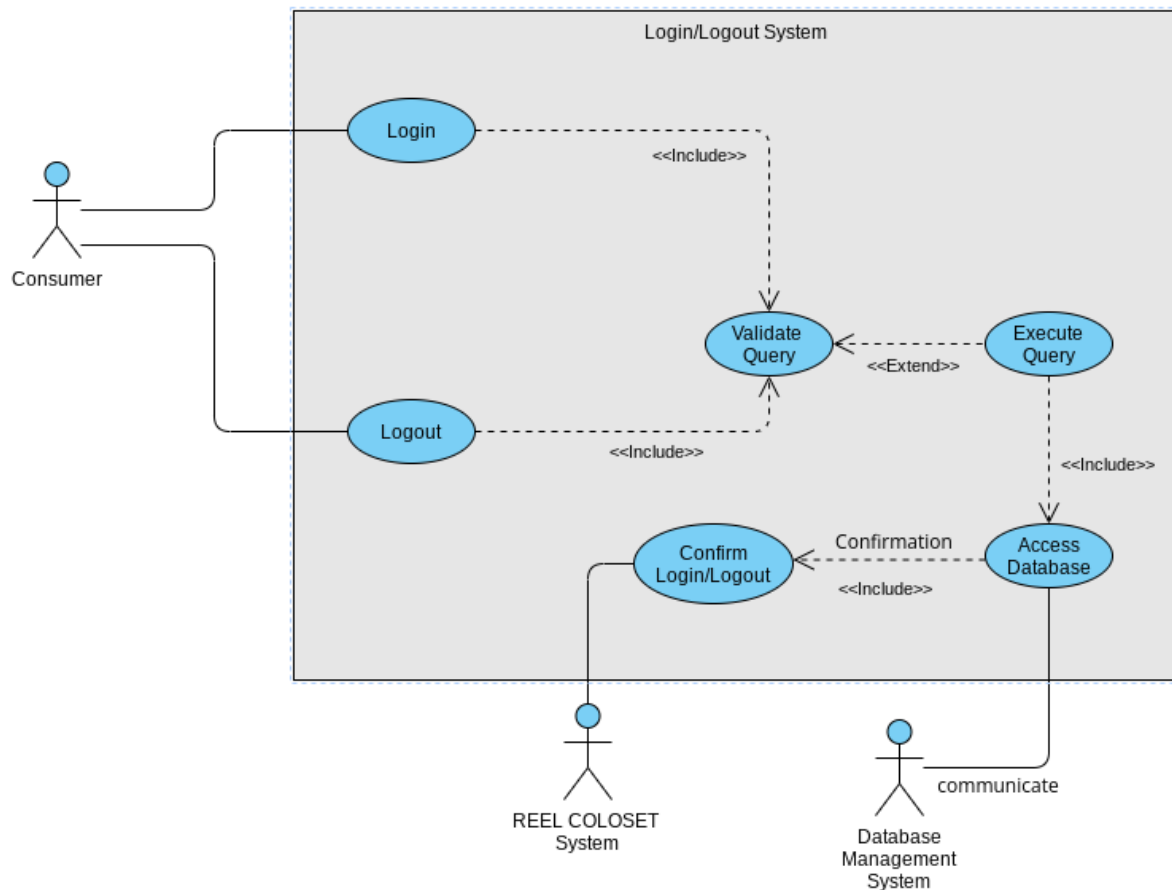 Login/Logout System
Login
<<Include>>
Consumer
Validate
Query
Execute
Query
<<Extend>>
Logout
<<Include>>
<<Include>>
Confirm
Login/Logout
Confirmation
<<Include>>
Access
Database
REEL COLOSET
System
communicate
Database
Management
System